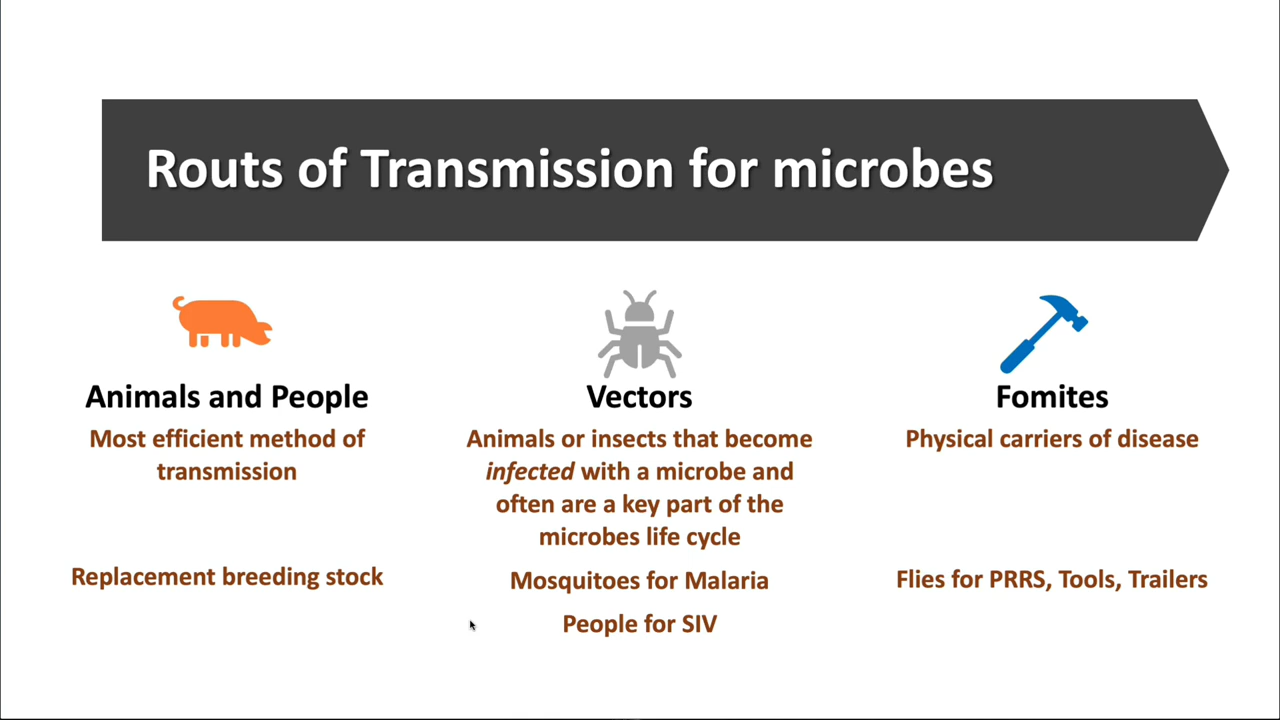 Routs of Transmission for microbes
Animals and People
Most efficient method of
transmission
Replacement breeding stock
Vectors
Animals or insects that become
infected with a microbe and
often are a key part of the
microbes life cycle
Mosquitoes for Malaria
People for SIV
Fomites
Physical carriers of disease
Flies for PRRS, Tools, Trailers